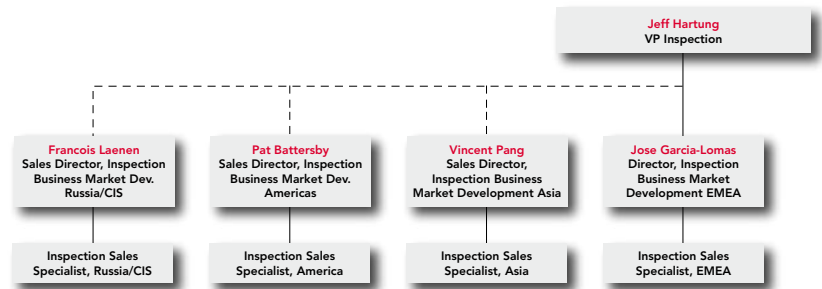 Jeff Hartung
VP Inspection
Francois Laenen
Sales Director, Inspection
Business Market Dev.
Russia/CIS
Pat Battersby
Sales Director, Inspection
Business Market Dev.
Americas
Vincent Pang
Sales Director,
Inspection Business
Market Development Asia
Jose Garcia-Lomas
Director, Inspection
Business Market
Development EMEA
Inspection Sales
Specialist, Russia/CIS
Inspection Sales
Specialist, America
Inspection Sales
Specialist, Asia
Inspection Sales
Specialist, EMEA